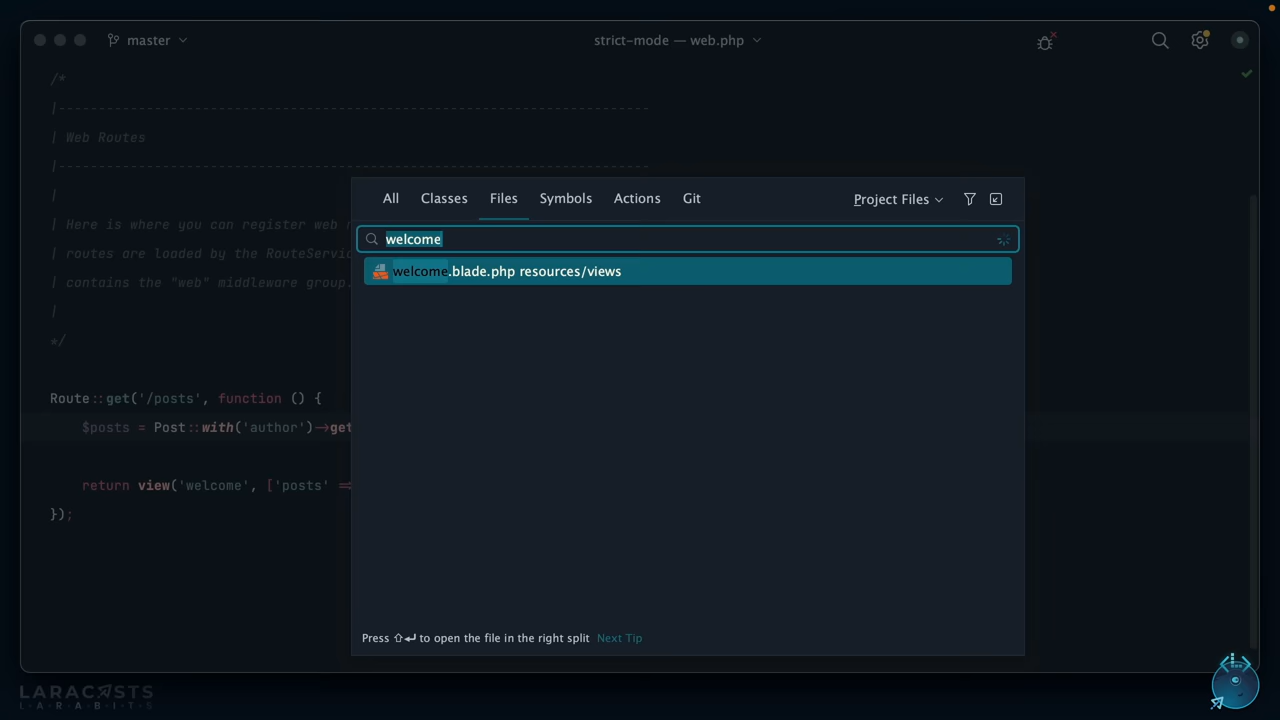 master
strict-mode — web.php
/*
|--------------------------------------------------------------------------
| Web Routes
|--------------------------------------------------------------------------
|
| Here is where you can register web r
| routes are loaded by the RouteServic
| contains the "web" middleware group.
|
*/
Route::get('/posts', function () {
$posts = Post::with('author')->get
return view('welcome', ['posts' =>
});
All Classes Files Symbols Actions Git Project Files
welcome
welcome.blade.php resources/views
Press ⇧↵ to open the file in the right split Next Tip
LARACASTS
L·A·R·A·B·I·T·S